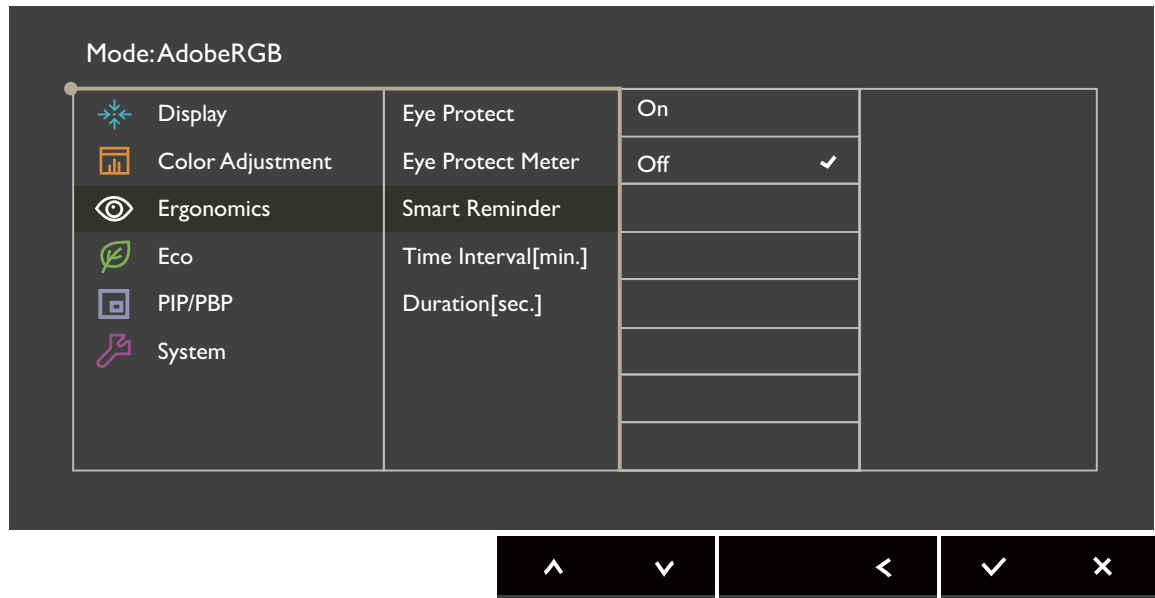 Mode: AdobeRGB
Display
Color Adjustment
Ergonomics
Eco
PIP/PBP
System
Eye Protect
Eye Protect Meter
Smart Reminder
Time Interval[min.]
Duration[sec.]
On
Off